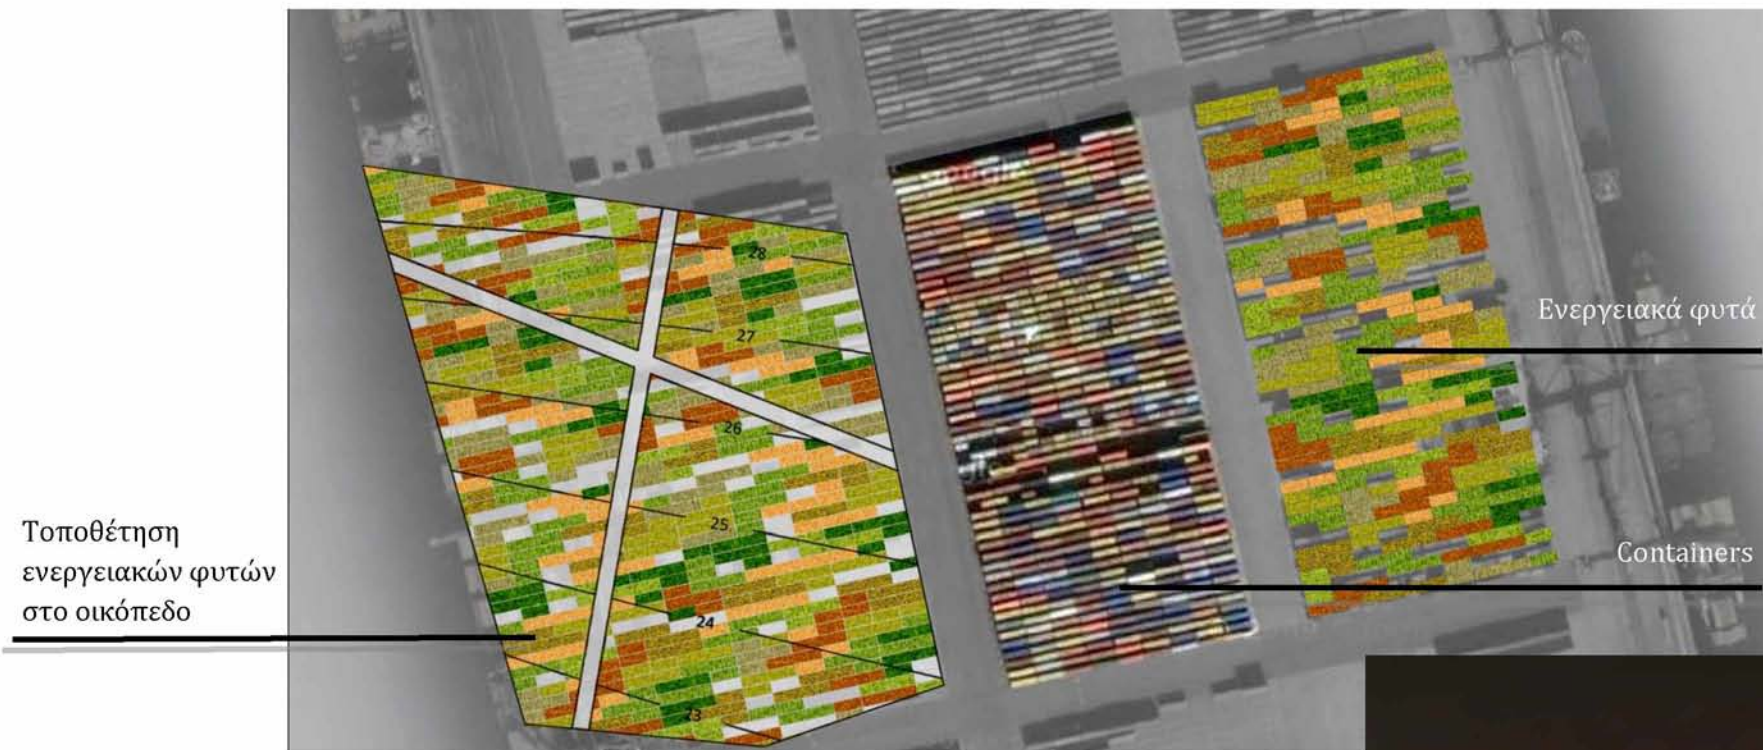 28
27
Ενεργειακά φυτά
26
25
Τοποθέτηση
ενεργειακών φυτών
στο οικόπεδο
Containers
24
23